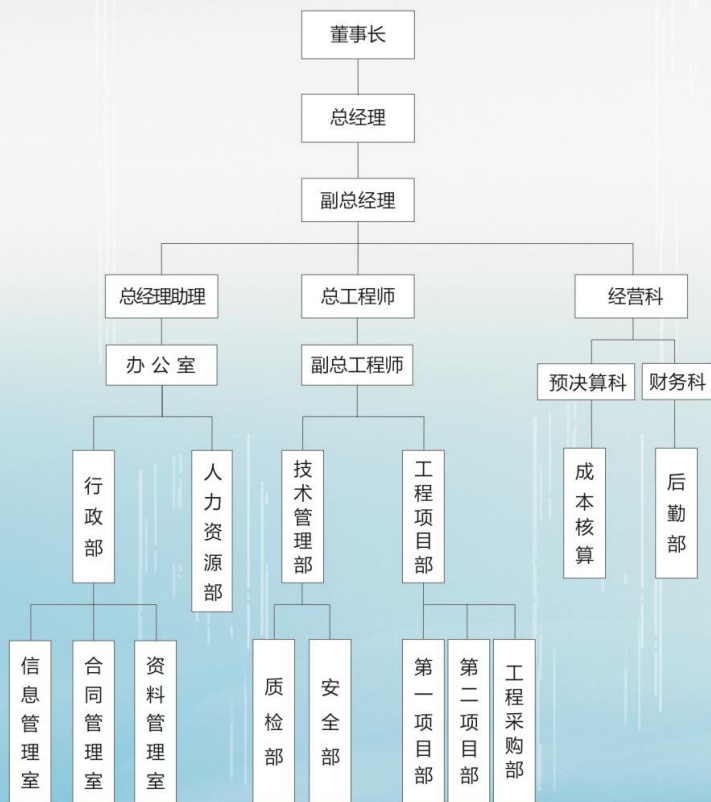 董事长
总经理
副总经理
总经理助理
总工程师
经营科
办公室
副总工程师
预决算科
财务科
行政部
人力资源部
技术管理部
工程项目部
成本核算
后勤部
信息管理室
合同管理室
资料管理室
质检部
安全部
第一项目部
第二项目部
工程采购部